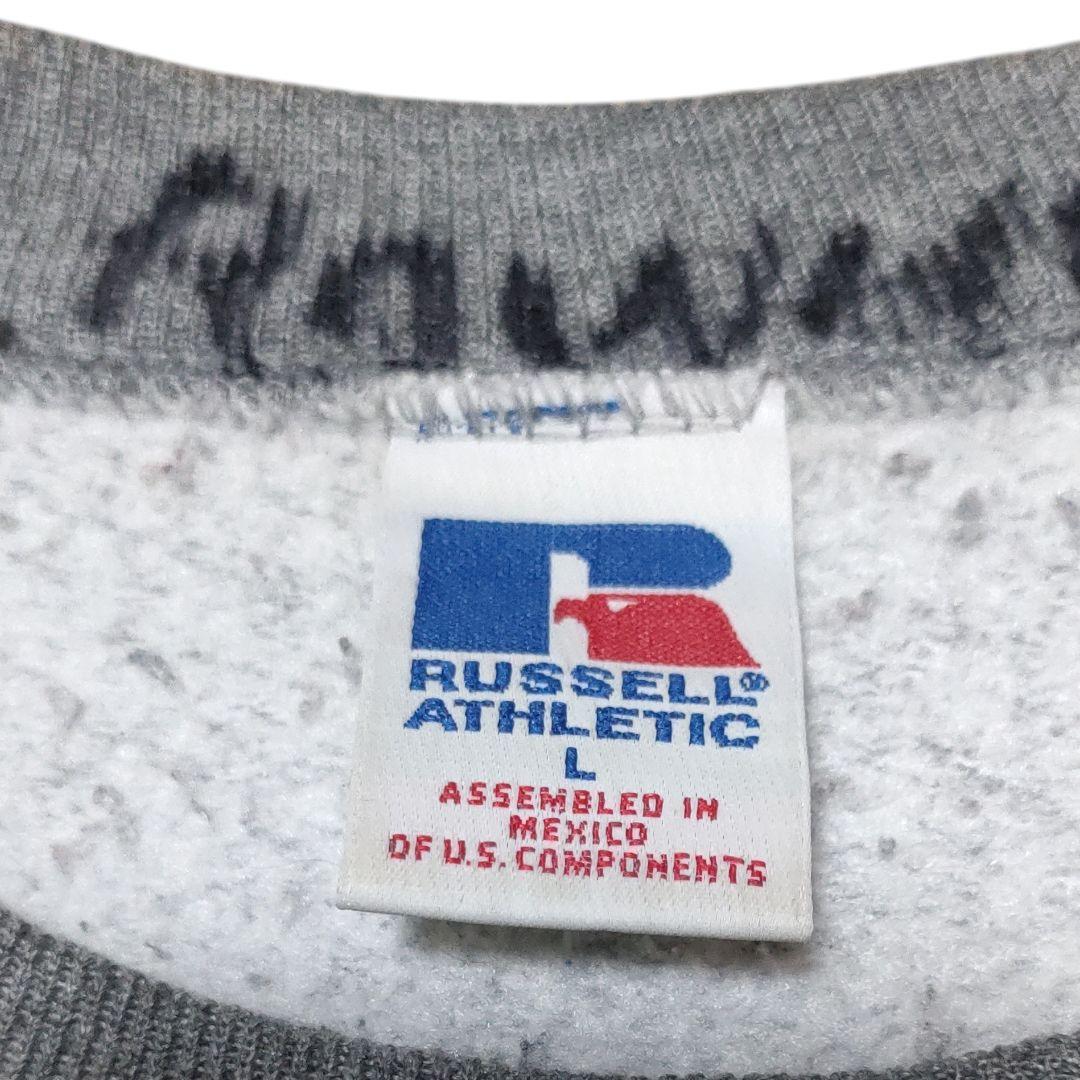 RUSSELL®
ATHLETIC
L
ASSEMBLED IN
MEXICO
OF U.S. COMPONENTS